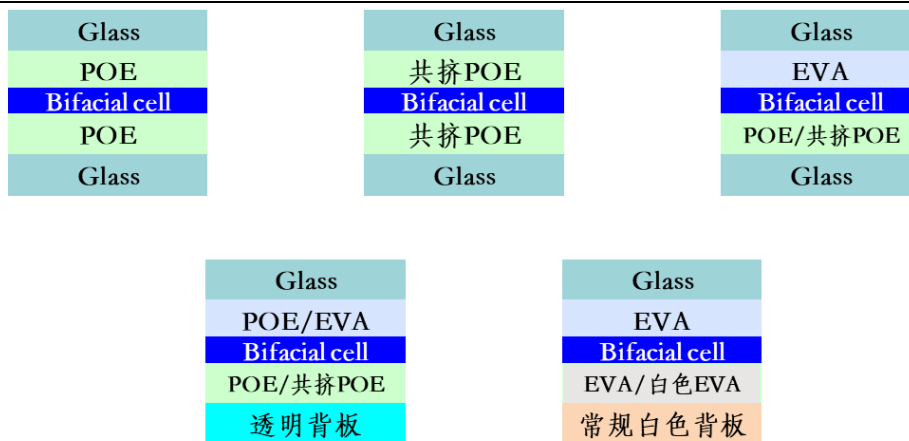 Glass
POE
Bifacial cell
POE
Glass
Glass
共挤POE
Bifacial cell
共挤POE
Glass
Glass
EVA
Bifacial cell
POE/共挤POE
Glass
Glass
POE/EVA
Bifacial cell
POE/共挤POE
透明背板
Glass
EVA
Bifacial cell
EVA/白色EVA
常规白色背板